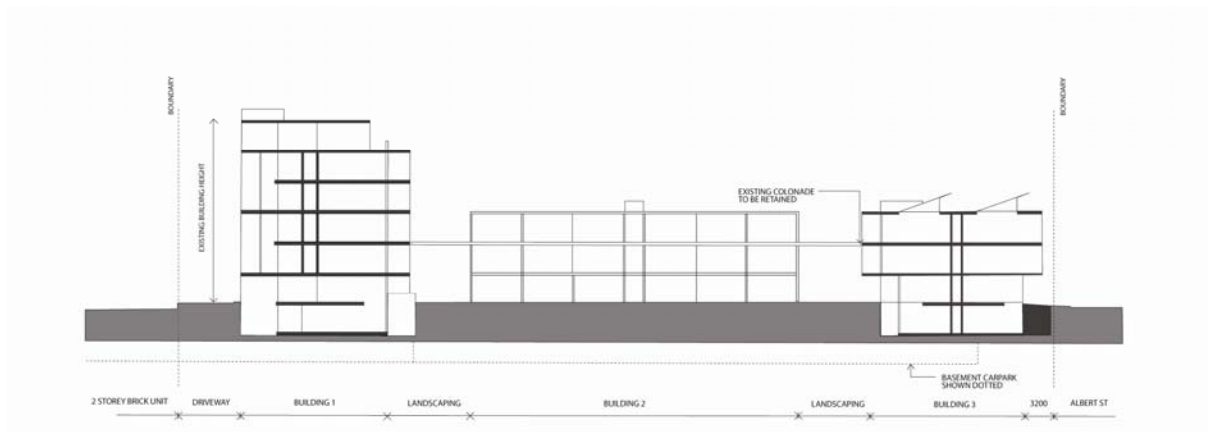 BOUNDARY
BOUNDARY
EXISTING BUILDING HEIGHT
EXISTING COLONADE
TO BE RETAINED
BASEMENT CARPARK
SHOWN DOTTED
2 STOREY BRICK UNIT
DRIVEWAY
BUILDING 1
LANDSCAPING
BUILDING 2
LANDSCAPING
BUILDING 3
3200
ALBERT ST